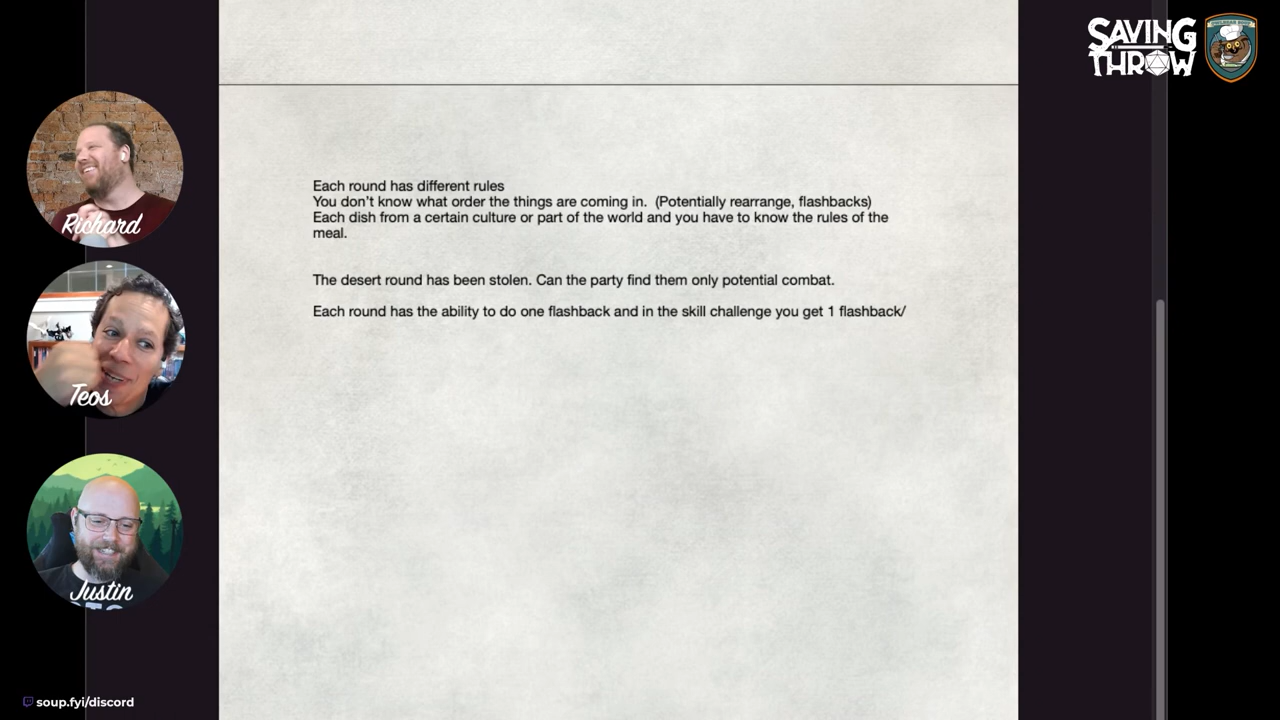 SAVING
THROW
Each round has different rules
You don't know what order the things are coming in.  (Potentially rearrange, flashbacks)
Each dish from a certain culture or part of the world and you have to know the rules of the
meal.
The desert round has been stolen. Can the party find them only potential combat.
Each round has the ability to do one flashback and in the skill challenge you get 1 flashback/
Richard
Teos
Justin
soup.fyi/discord